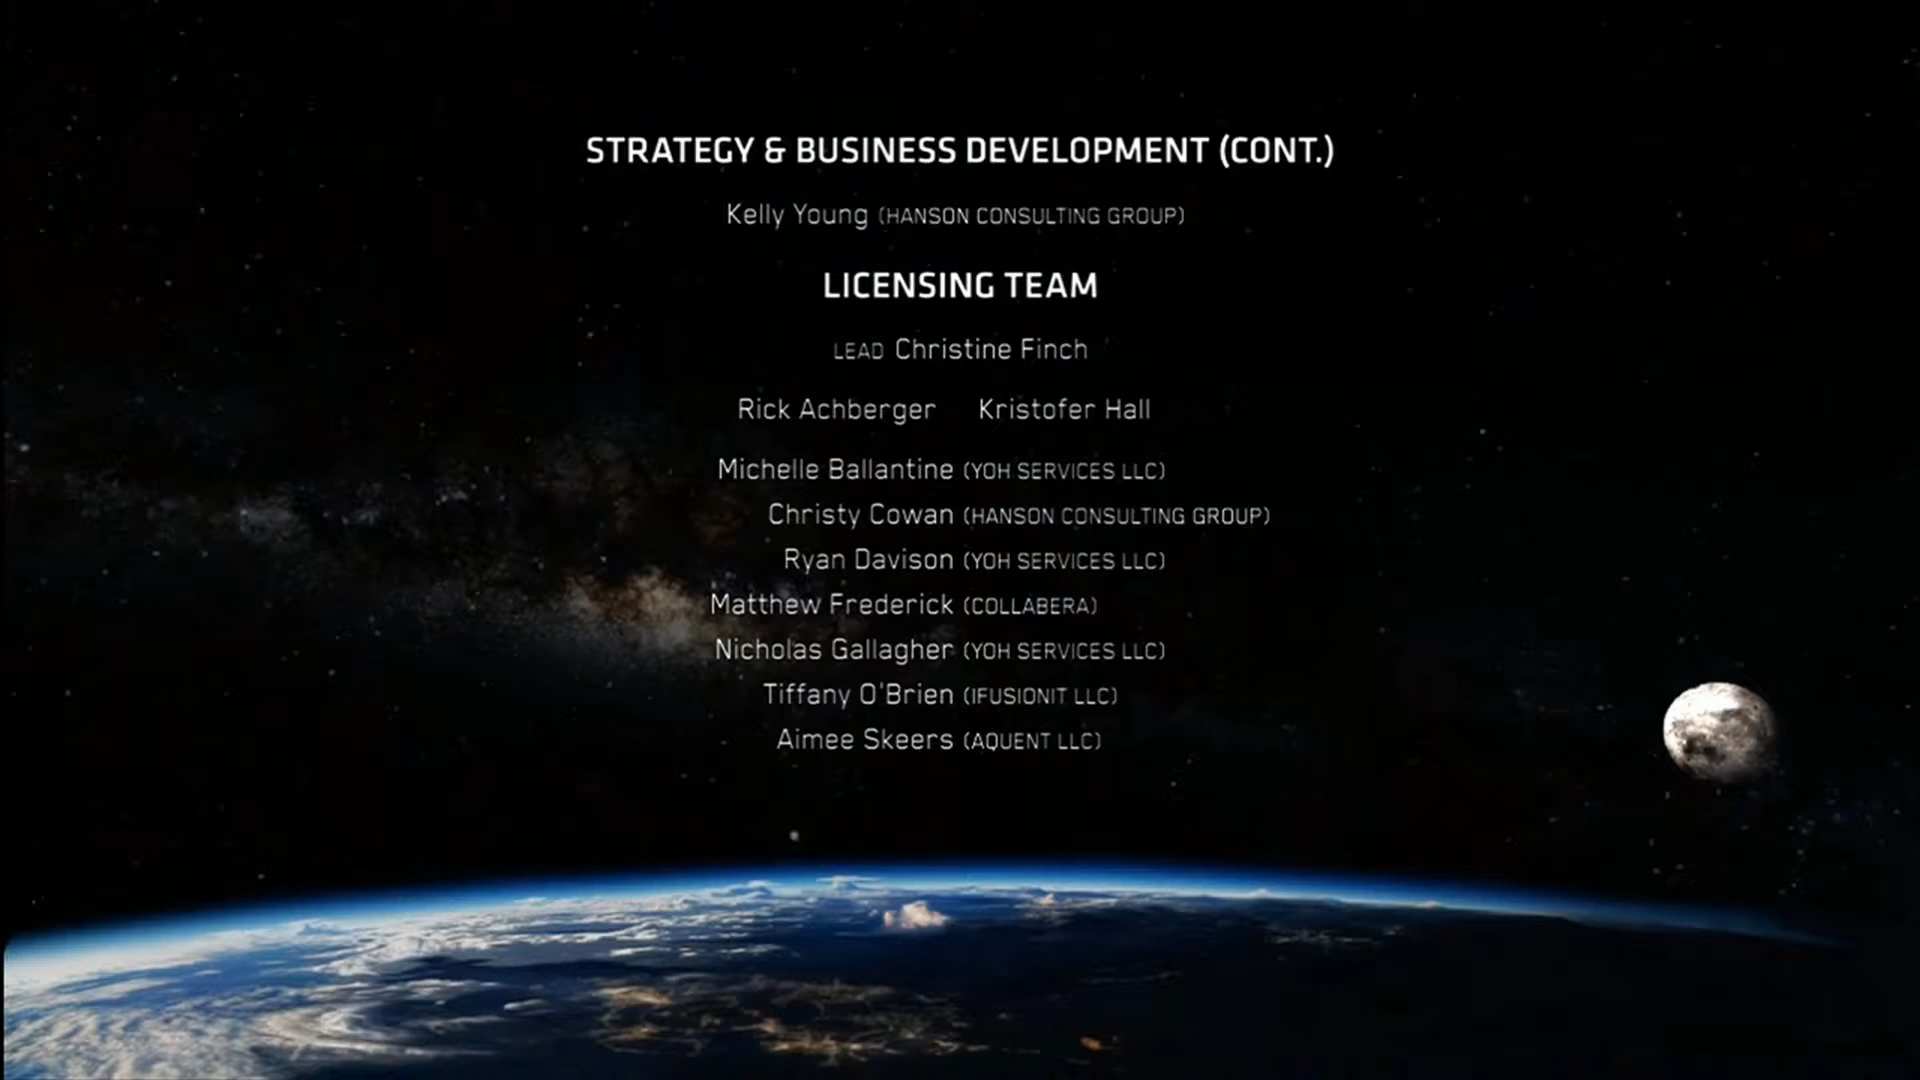 STRATEGY & BUSINESS DEVELOPMENT (CONT.)
Kelly Young (HANSON CONSULTING GROUP)
LICENSING TEAM
LEAD Christine Finch
Rick Achberger Kristofer Hall
Michelle Ballantine (YOH SERVICES LLC)
Christy Cowan (HANSON CONSULTING GROUP)
Ryan Davison (YOH SERVICES LLC)
Matthew Frederick (COLLABERA)
Nicholas Gallagher (YOH SERVICES LLC)
Tiffany O'Brien (IFUSIONIT LLC)
Aimee Skeers (AQUENT LLC)